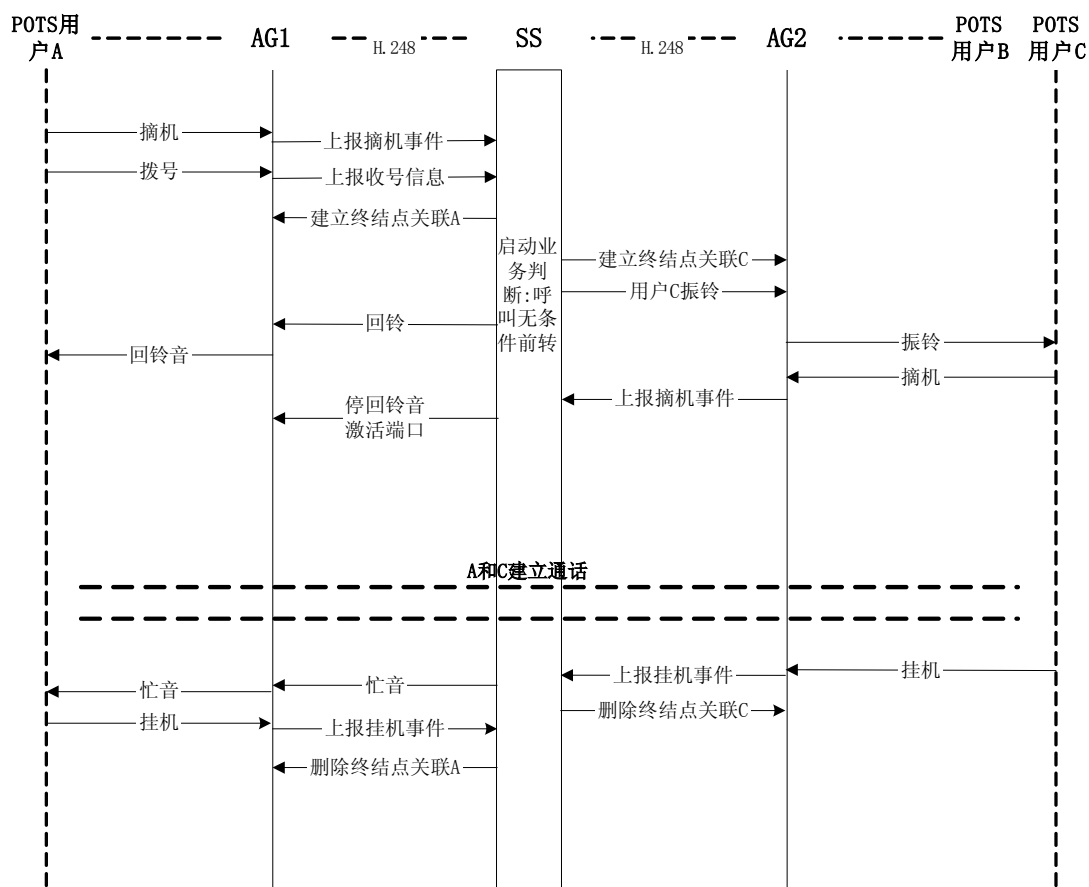 POTS用
户A
AG1
H.248
SS
H.248
AG2
POTS
用户B
POTS
用户C
摘机
上报摘机事件
拨号
上报收号信息
建立终结点关联A
启动业
务判
断:呼
叫无条
件前转
建立终结点关联C
用户C振铃
回铃
振铃
回铃音
摘机
上报摘机事件
停回铃音
激活端口
A和C建立通话
挂机
上报挂机事件
忙音
忙音
删除终结点关联C
挂机
上报挂机事件
删除终结点关联A